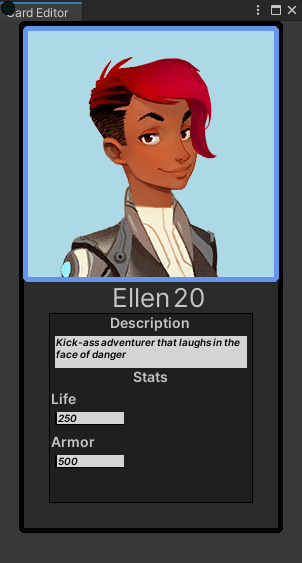 Card Editor
Ellen 20
Description
Kick-ass adventurer that laughs in the
face of danger
Stats
Life
250
Armor
500